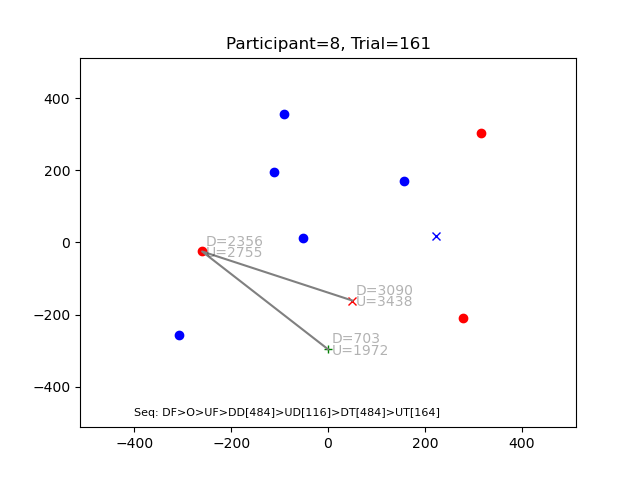 Participant=8, Trial=161
400
200
0
−200
−400
D=2356
U=2755
D=3090
U=3438
D=703
U=1972
Seq: DF>O>UF>DD[484]>UD[116]>DT[484]>UT[164]
−400
−200
0
200
400